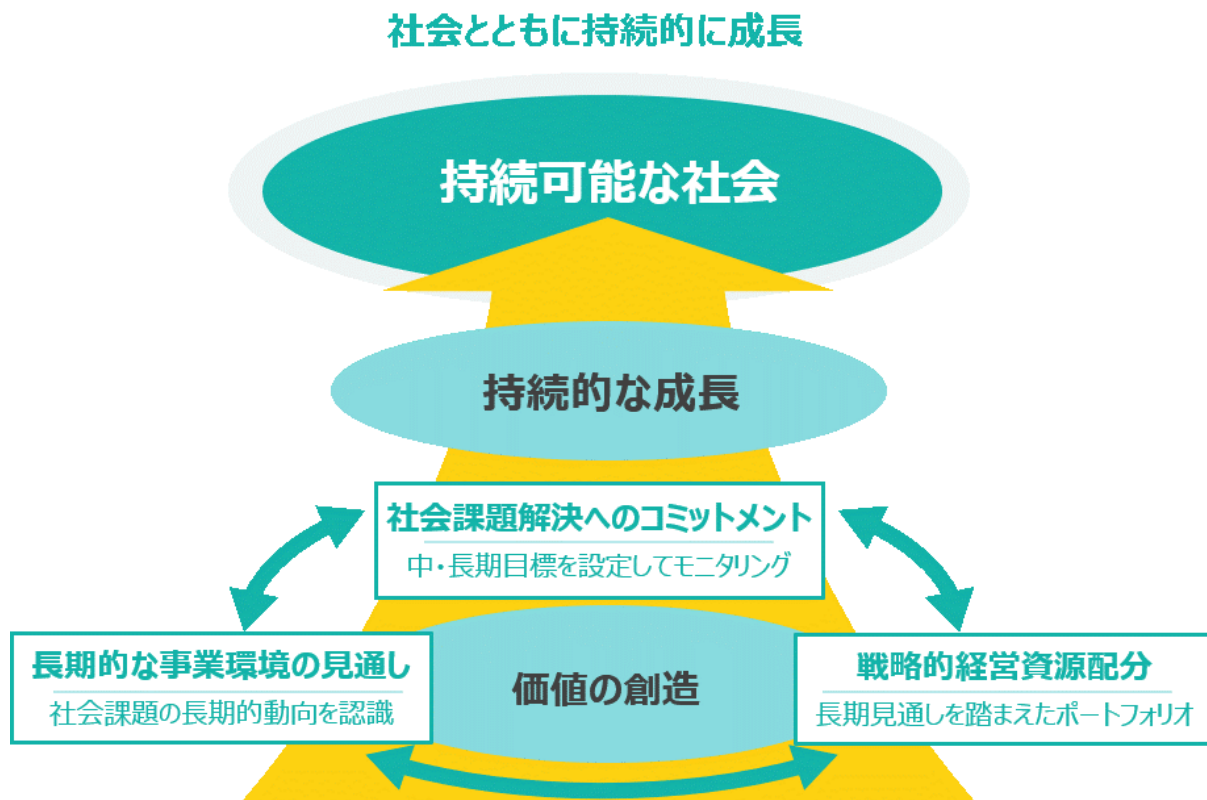 社会とともに持続的に成長
持続可能な社会
持続的な成長
社会課題解決へのコミットメント
中・長期目標を設定してモニタリング
長期的な事業環境の見通し
社会課題の長期的動向を認識
価値の創造
戦略的経営資源配分
長期見通しを踏まえたポートフォリオ